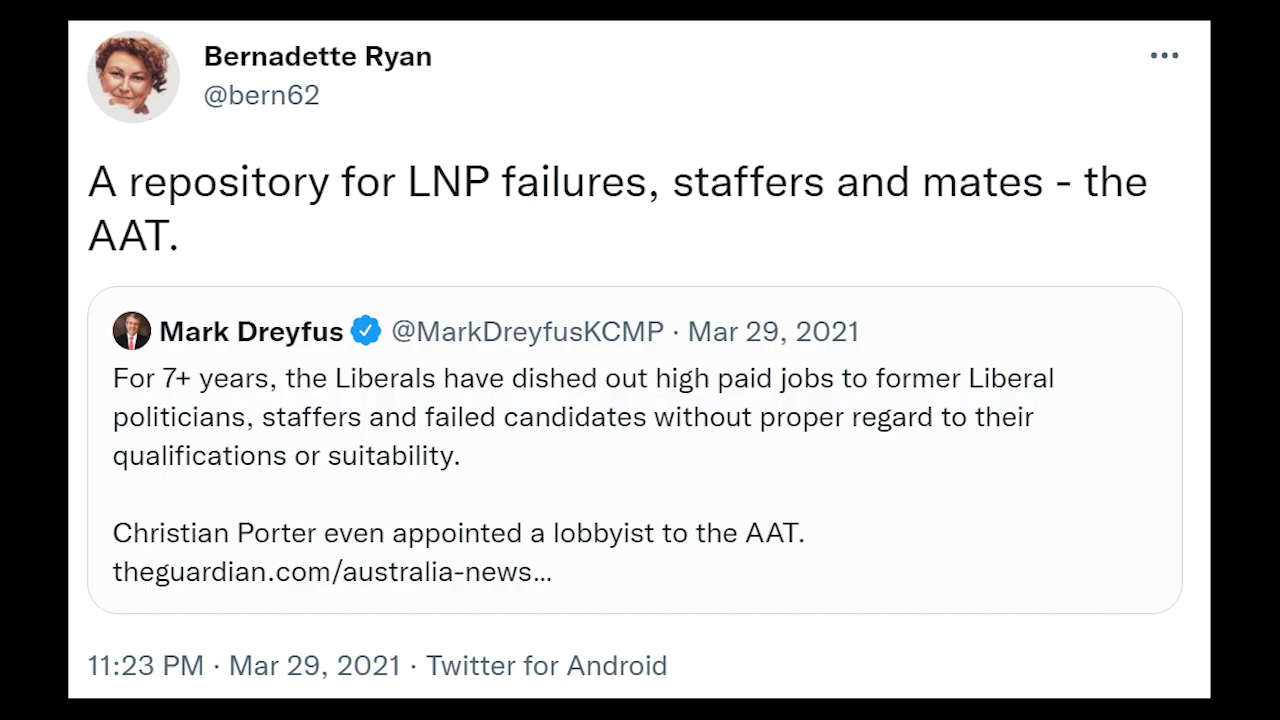 Bernadette Ryan
@bern62
A repository for LNP failures, staffers and mates - the
AAT.
Mark Dreyfus @MarkDreyfusKCMP · Mar 29, 2021
For 7+ years, the Liberals have dished out high paid jobs to former Liberal
politicians, staffers and failed candidates without proper regard to their
qualifications or suitability.
Christian Porter even appointed a lobbyist to the AAT.
theguardian.com/australia-news...
11:23 PM · Mar 29, 2021 · Twitter for Android